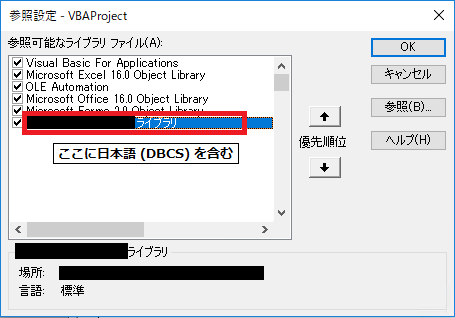 参照設定 - VBAProject
参照可能なライブラリ ファイル(A):
Visual Basic For Applications
Microsoft Excel 16.0 Object Library
OLE Automation
Microsoft Office 16.0 Object Library
Microsoft Forms 2.0 Object Library
ライブラリ
ここに日本語 (DBCS) を含む
優先順位
OK
キャンセル
参照(B)...
ヘルプ(H)
ライブラリ
場所:
言語: 標準